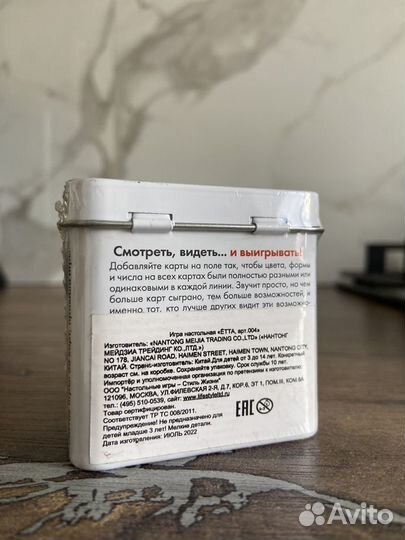 Смотреть, видеть... и выигрывать!
Добавляйте карты на поле так, чтобы цвета, формы
и числа на всех картах были полностью разными или
одинаковыми в каждой линии. Звучит просто, но чем
больше карт сыграно, тем больше возможностей, и
именно тот, кто лучше других видит эти возможно
Игра настольная «ЁТТА, арт.004»
Изготовитель: «NANTONG MEIJIA TRADING CO.,LTD» («НАНТОНГ
МЕЙДЗИА ТРЕЙДИНГ КО.,ЛТД.»)
NO 178, JIANCAI ROAD, HAIMEN STREET, HAIMEN TOWN, NANTONG CITY,
КИТАЙ. Страна-изготовитель: Китай.Для детей от 3 до 14 лет. Конкретный
возраст см. на коробке. Сохраняйте упаковку. Срок службы 10 лет.
Импортёр и уполномоченная организация по претензиям к изготовителю:
ООО "Настольные игры – Стиль Жизни"
121096, МОСКВА, УЛ.ФИЛЕВСКАЯ 2-Я, Д.7, КОР.6, ЭТ 1, ПОМ.III, КОМ.6А
тел.: (495) 510-0539, сайт: www.lifestyleltd.ru
Товар сертифицирован.
Соответствует ТР ТС 008/2011.
Предупреждение! Не предназначено для
детей младше 3 лет! Мелкие детали.
Дата изготовления: ИЮЛЬ 2022
EAC
0-3
Avito